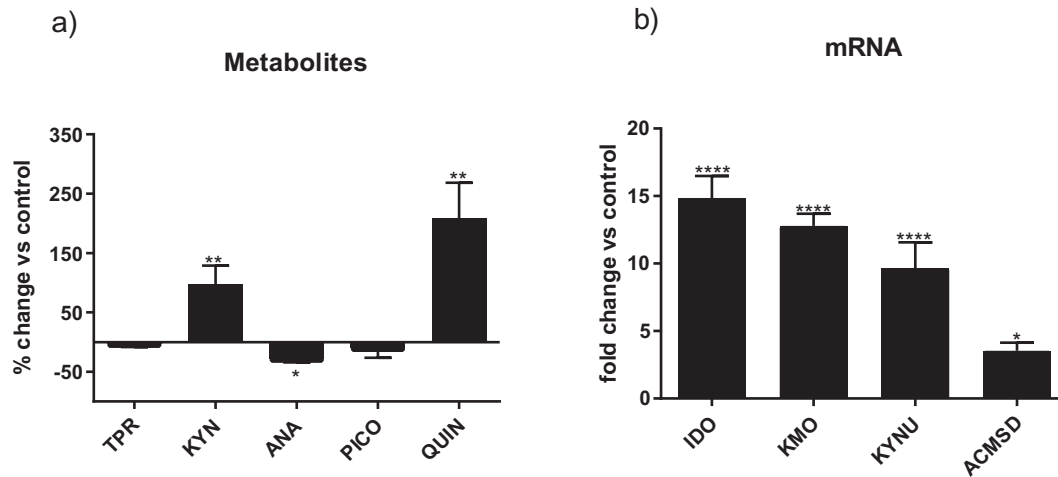 a)
Metabolites
% change vs control
350
250
150
50
-50
**
**
*
TPR
KYN
ANA
PICO
QUIN
b)
mRNA
fold change vs control
20
15
10
5
0
****
****
****
*
IDO
KMO
KYNU
ACMSD